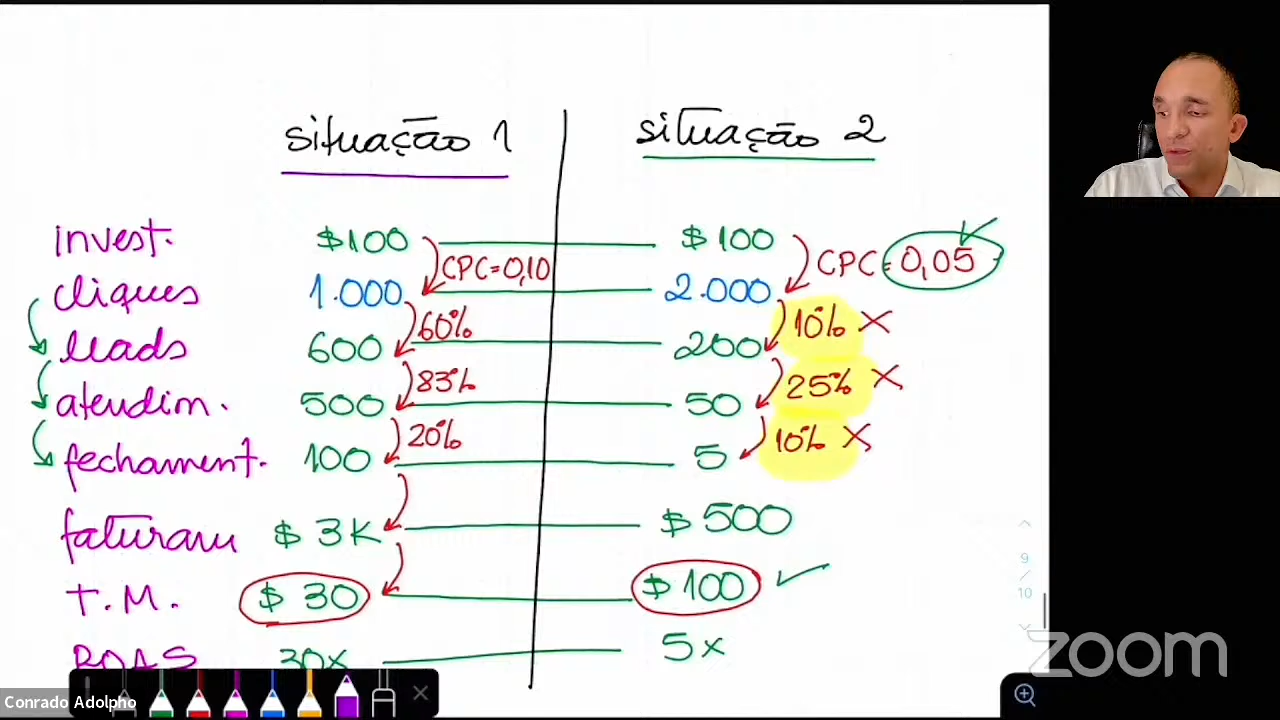 situação 1 situação 2
invest. $100 $100 CPC=0,05
CPC=0,10
cliques 1.000 2.000
60% 10% X
leads 600 200
83% 25% X
atendim. 500 50
20% 10% X
fechament. 100 5
faturam $3K $500
T.M. $30 $100
ROAS 30x 5x
9
/
10
zoom
Conrado Adolpho